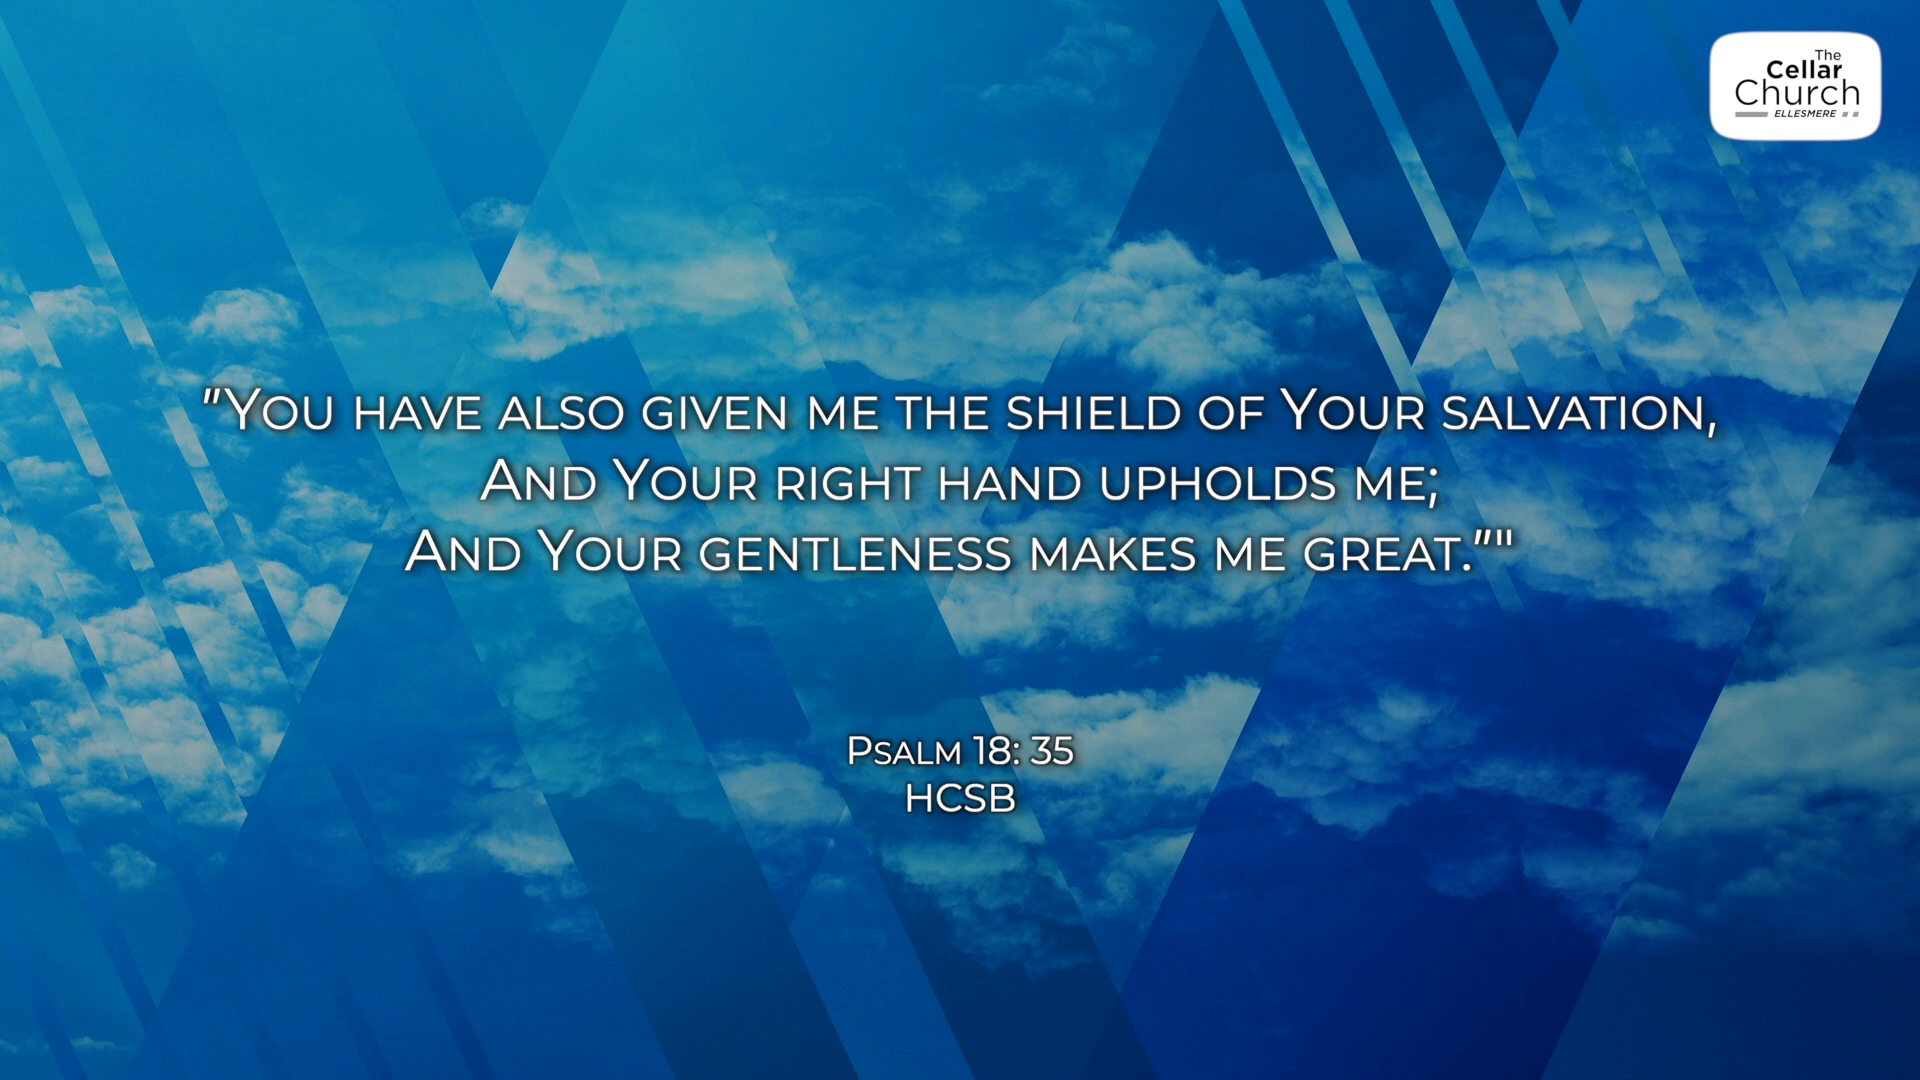 The
Cellar
Church
ELLESMERE
"You have also given me the shield of Your salvation,
And Your right hand upholds me;
And Your gentleness makes me great.""
Psalm 18: 35
HCSB